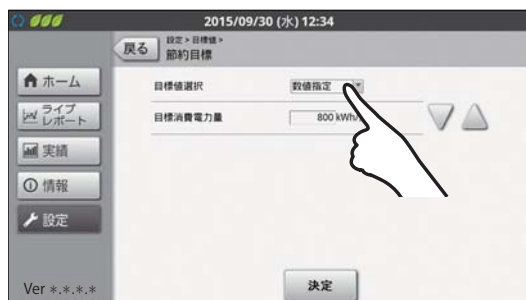 2015/09/30 (水) 12:34
戻る
設定 > 目標値 >
節約目標
ホーム
ライブ
レポート
実績
情報
設定
目標値選択
数値指定
目標消費電力量
800 kWh/
決定
Ver *.*.*.*